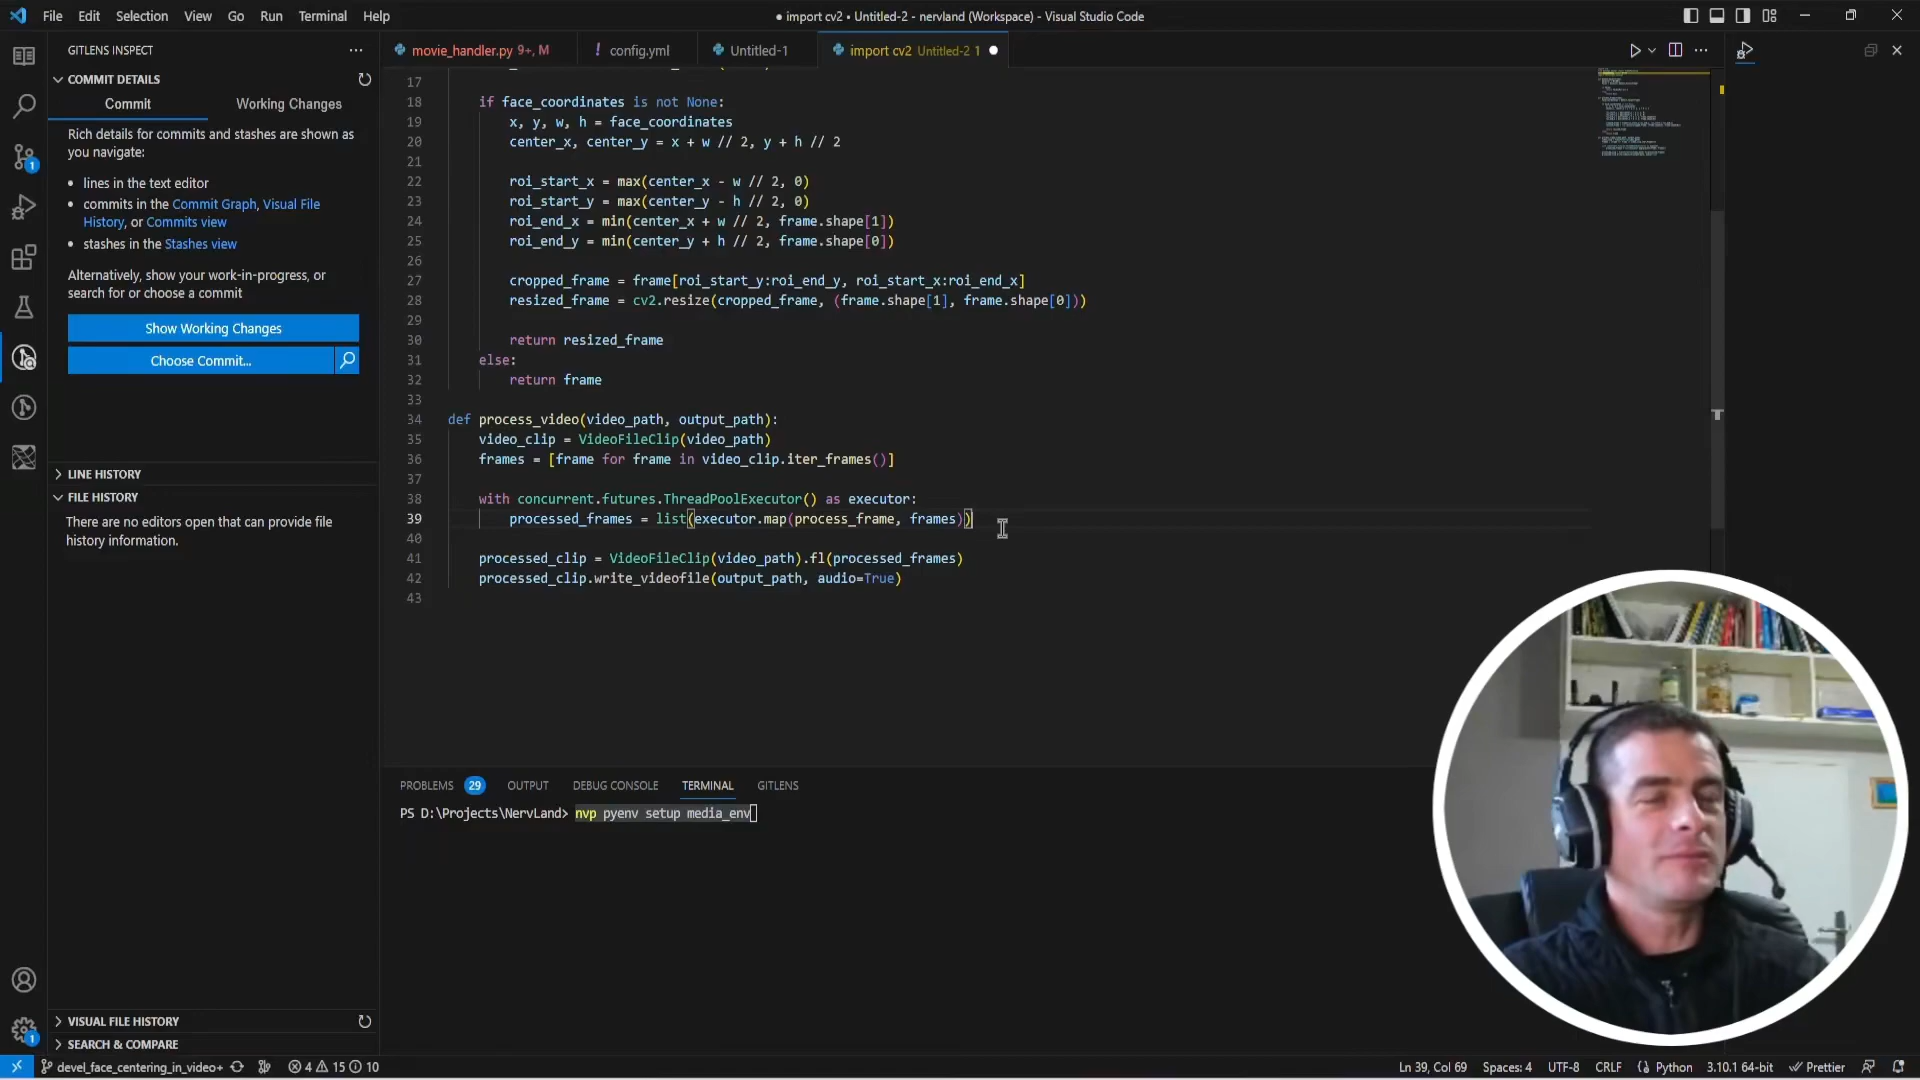 File Edit Selection View Go Run Terminal Help
● import cv2 • Untitled-2 - nervland (Workspace) - Visual Studio Code
GITLENS INSPECT
COMMIT DETAILS
Commit Working Changes
Rich details for commits and stashes are shown as
you navigate:
• lines in the text editor
• commits in the Commit Graph, Visual File
History, or Commits view
• stashes in the Stashes view
Alternatively, show your work-in-progress, or
search for or choose a commit
Show Working Changes
Choose Commit...
LINE HISTORY
FILE HISTORY
There are no editors open that can provide file
history information.
VISUAL FILE HISTORY
SEARCH & COMPARE
1
1
movie_handler.py 9+, M
! config.yml
Untitled-1
import cv2 Untitled-2 1
17
18 if face_coordinates is not None:
19 x, y, w, h = face_coordinates
20 center_x, center_y = x + w // 2, y + h // 2
21
22 roi_start_x = max(center_x - w // 2, 0)
23 roi_start_y = max(center_y - h // 2, 0)
24 roi_end_x = min(center_x + w // 2, frame.shape[1])
25 roi_end_y = min(center_y + h // 2, frame.shape[0])
26
27 cropped_frame = frame[roi_start_y:roi_end_y, roi_start_x:roi_end_x]
28 resized_frame = cv2.resize(cropped_frame, (frame.shape[1], frame.shape[0]))
29
30 return resized_frame
31 else:
32 return frame
33
34 def process_video(video_path, output_path):
35 video_clip = VideoFileClip(video_path)
36 frames = [frame for frame in video_clip.iter_frames()]
37
38 with concurrent.futures.ThreadPoolExecutor() as executor:
39 processed_frames = list(executor.map(process_frame, frames))
40
41 processed_clip = VideoFileClip(video_path).fl(processed_frames)
42 processed_clip.write_videofile(output_path, audio=True)
43
PROBLEMS 29 OUTPUT DEBUG CONSOLE TERMINAL GITLENS
PS D:\Projects\NervLand> nvp pyenv setup media_env
devel_face_centering_in_video+ 4 15 10
Ln 39, Col 69 Spaces: 4 UTF-8 CRLF Python 3.10.1 64-bit Prettier